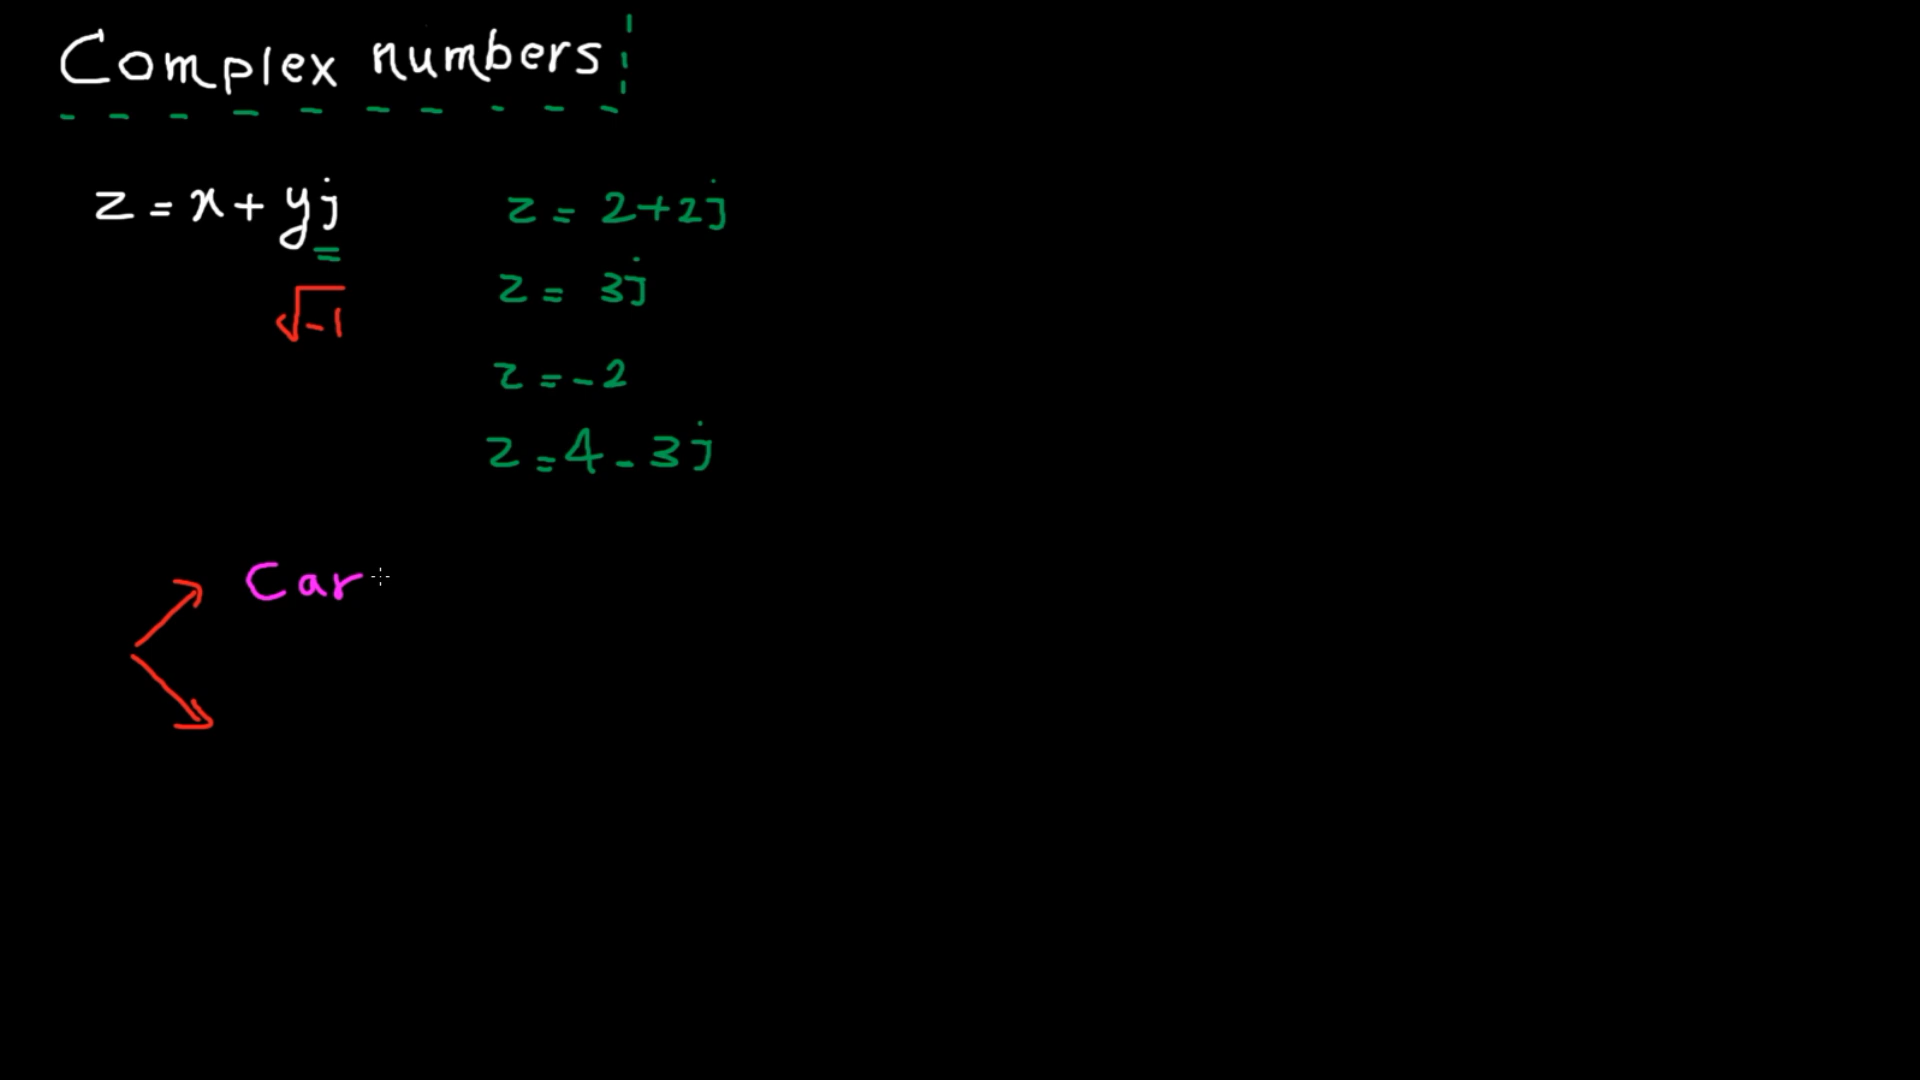 Complex numbers
z = x + yj
√-1
z = 2+2j
z = 3j
z = -2
z = 4 - 3j
Car